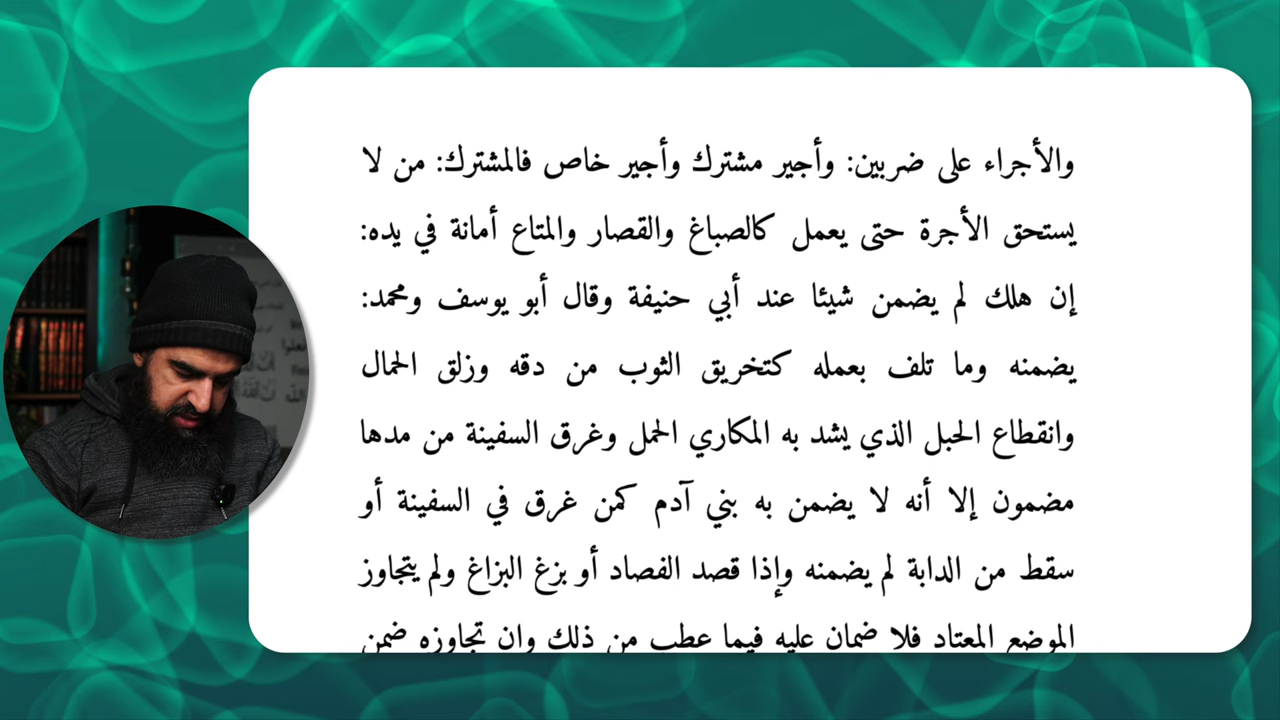 والأجراء على ضربين: وأجير مشترك وأجير خاص فالمشترك: من لا
يستحق الأجرة حتى يعمل كالصباغ والقصار والمتاع أمانة في يده:
إن هلك لم يضمن شيئا عند أبي حنيفة وقال أبو يوسف ومحمد:
يضمنه وما تلف بعمله كتخريق الثوب من دقه وزلق الحمال
وانقطاع الحبل الذي يشد به المكاري الحمل وغرق السفينة من مدها
مضمون إلا أنه لا يضمن به بني آدم كمن غرق في السفينة أو
سقط من الدابة لم يضمنه وإذا قصد الفصاد أو بزغ البزاغ ولم يتجاوز
الموضع المعتاد فلا ضمان عليه فيما عطب من ذلك وإن تجاوزه ضمن